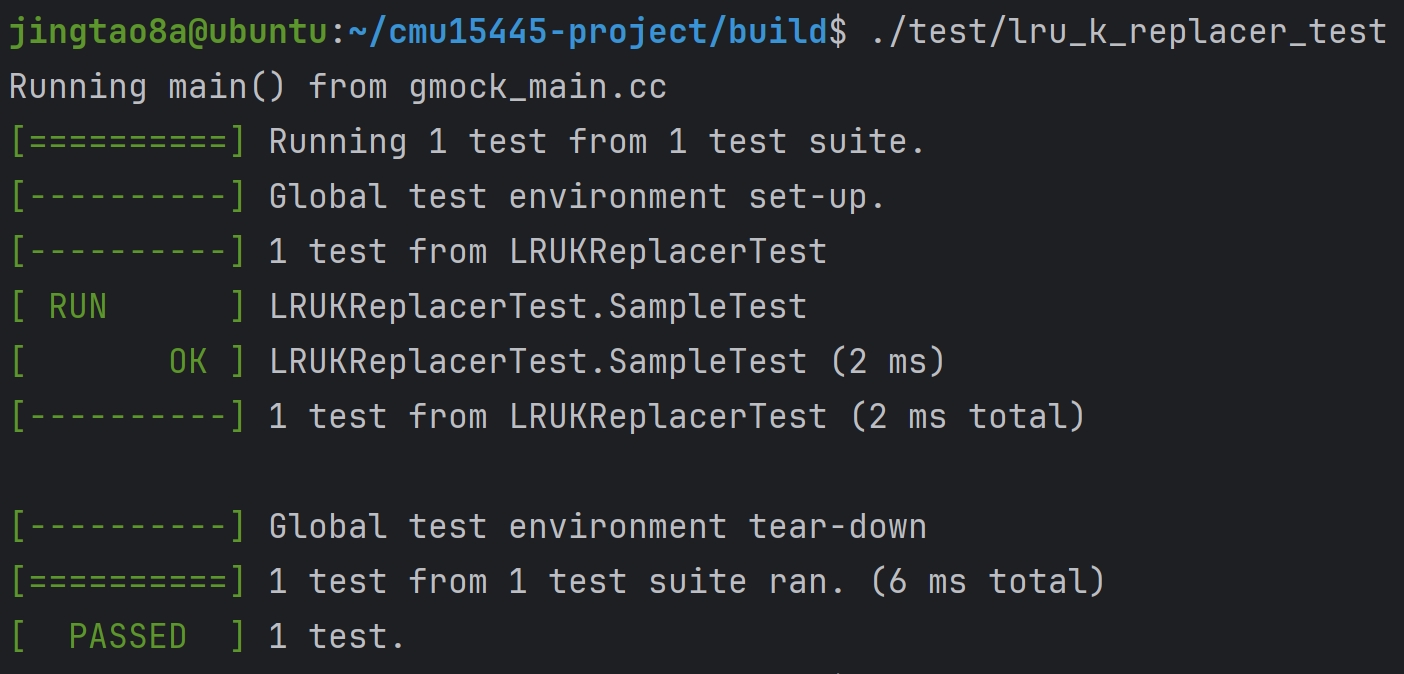 jingtao8a@ubuntu:~/cmu15445-project/build$ ./test/lru_k_replacer_test
Running main() from gmock_main.cc
[==========] Running 1 test from 1 test suite.
[----------] Global test environment set-up.
[----------] 1 test from LRUKReplacerTest
[ RUN      ] LRUKReplacerTest.SampleTest
[       OK ] LRUKReplacerTest.SampleTest (2 ms)
[----------] 1 test from LRUKReplacerTest (2 ms total)

[----------] Global test environment tear-down
[==========] 1 test from 1 test suite ran. (6 ms total)
[  PASSED  ] 1 test.